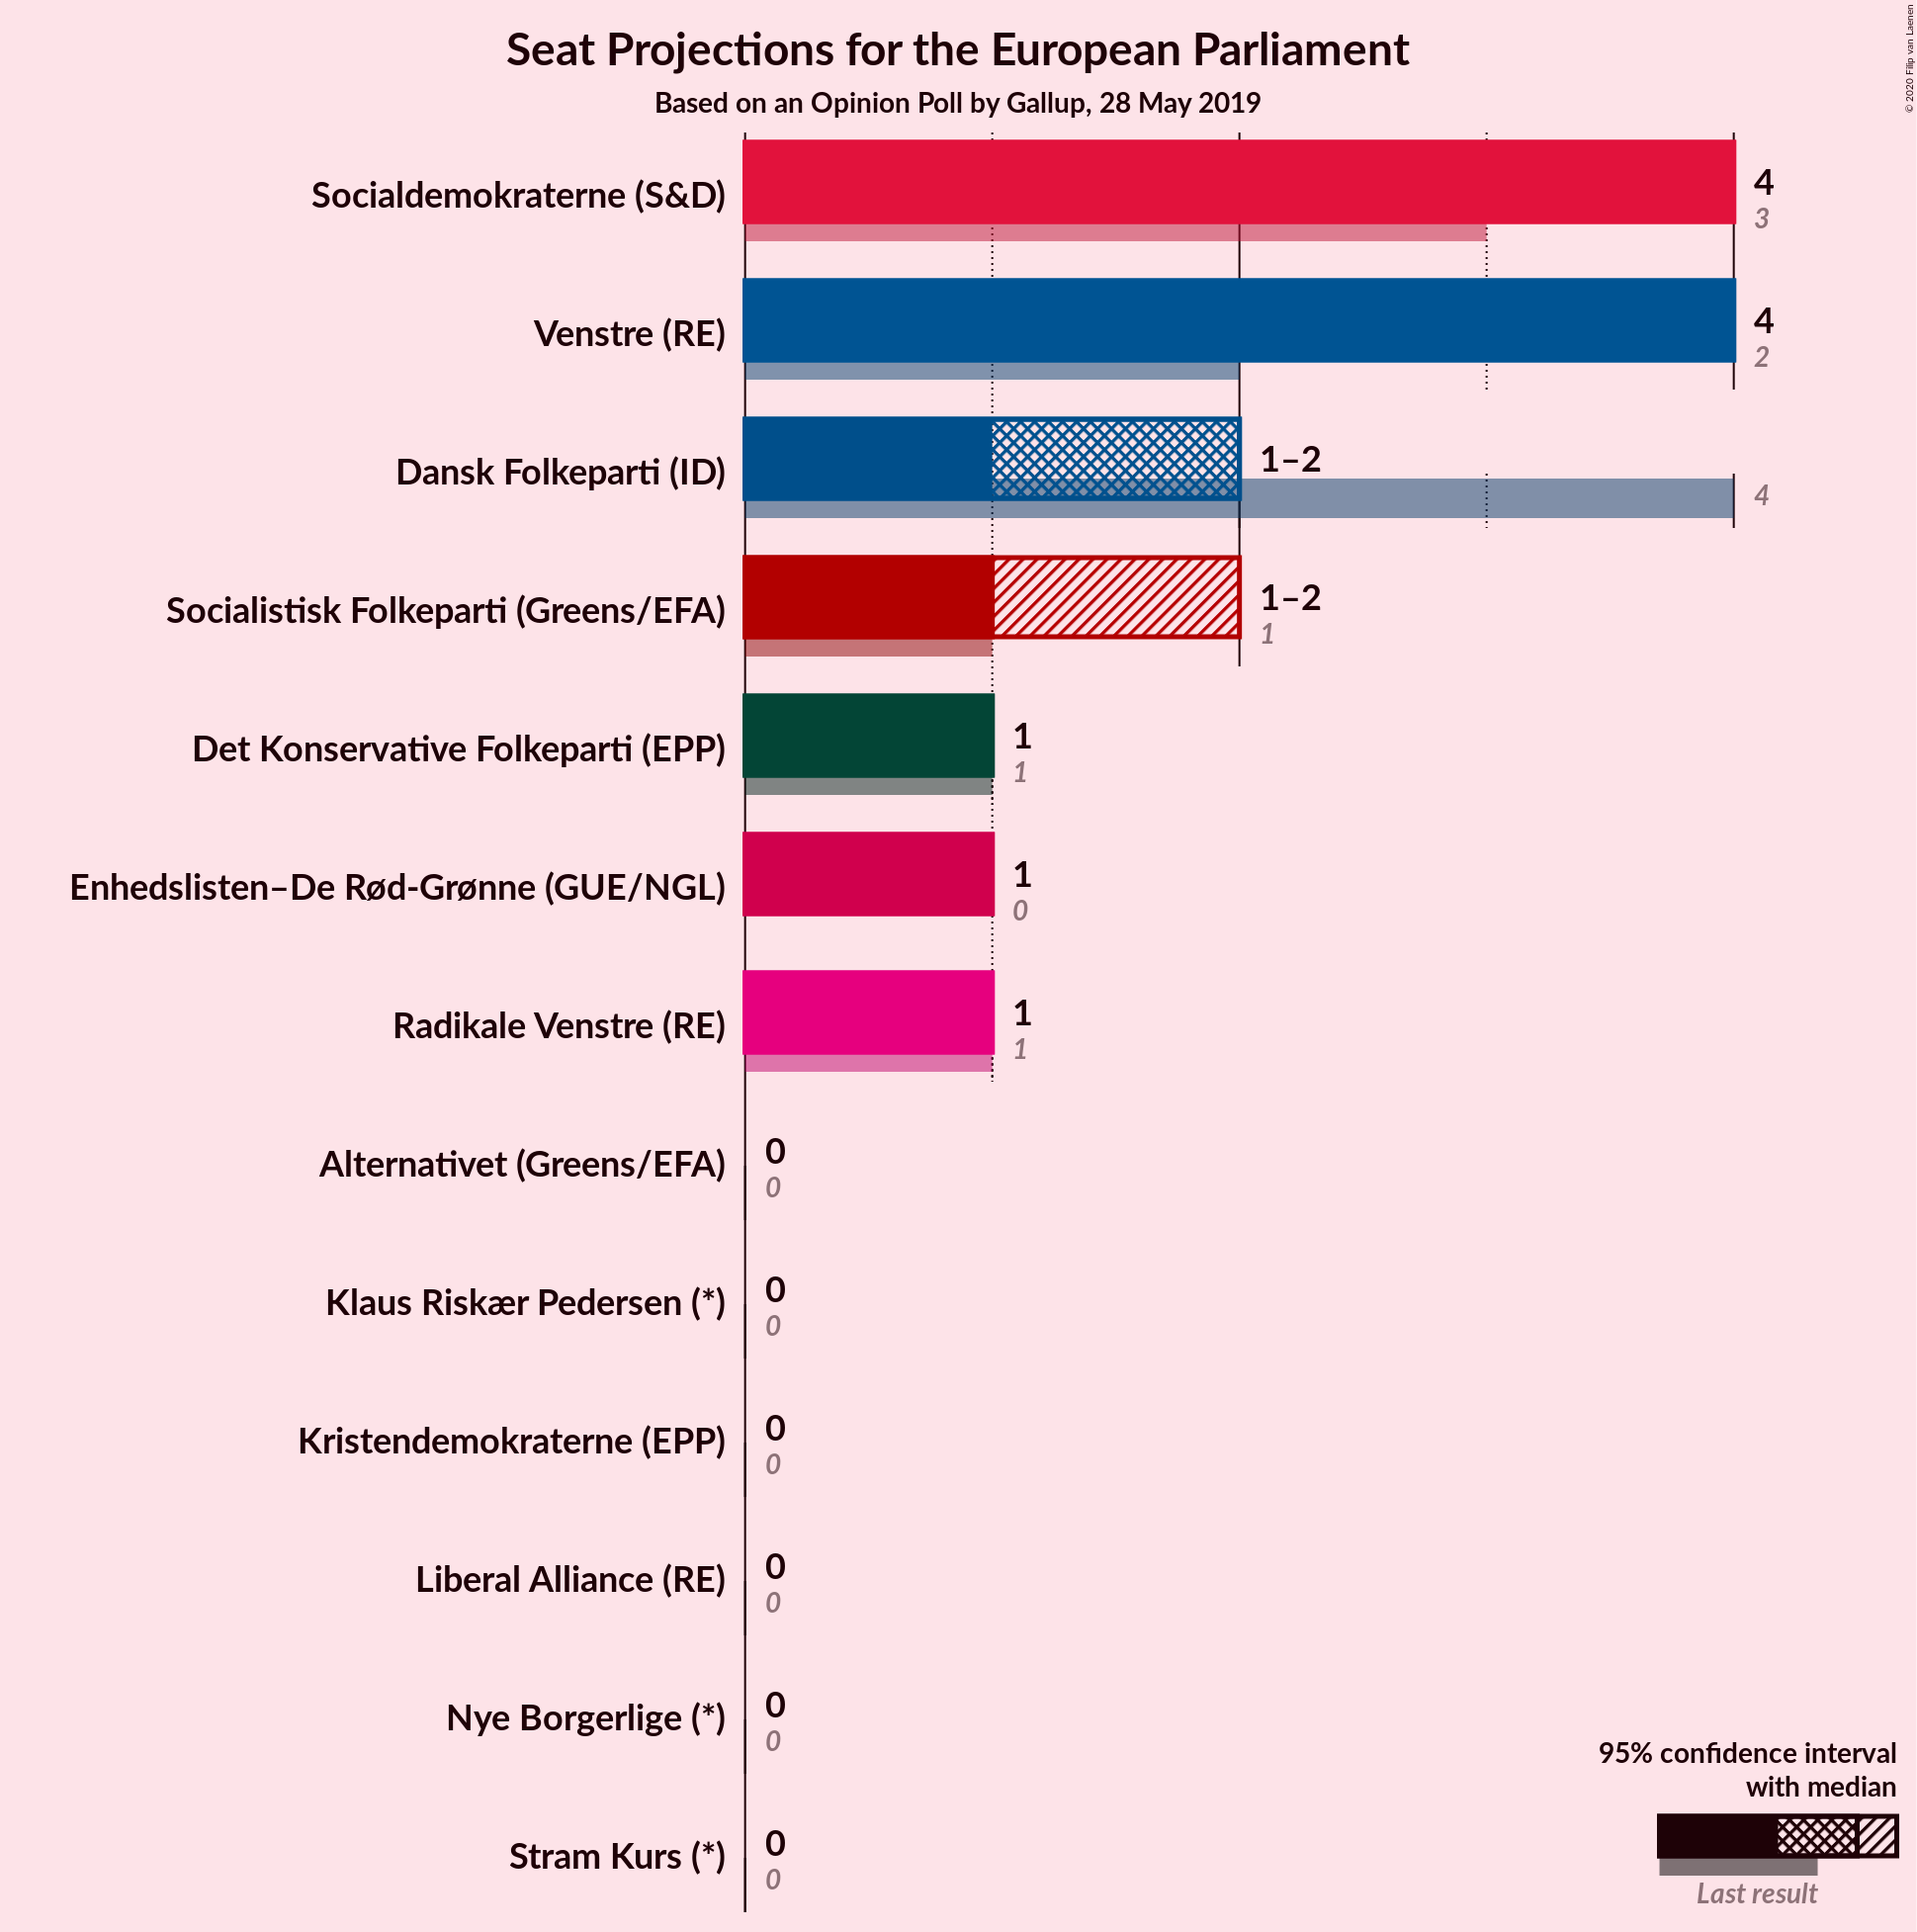 Seat Projections for the European Parliament
Based on an Opinion Poll by Gallup, 28 May 2019
© 2020 Filip van Laenen
Socialdemokraterne (S&D)
4
3
Venstre (RE)
4
2
Dansk Folkeparti (ID)
1–2
4
Socialistisk Folkeparti (Greens/EFA)
1–2
1
Det Konservative Folkeparti (EPP)
1
1
Enhedslisten–De Rød-Grønne (GUE/NGL)
1
0
Radikale Venstre (RE)
1
1
Alternativet (Greens/EFA)
0
0
Klaus Riskær Pedersen (*)
0
0
Kristendemokraterne (EPP)
0
0
Liberal Alliance (RE)
0
0
Nye Borgerlige (*)
0
0
Stram Kurs (*)
0
0
95% confidence interval
with median
Last result